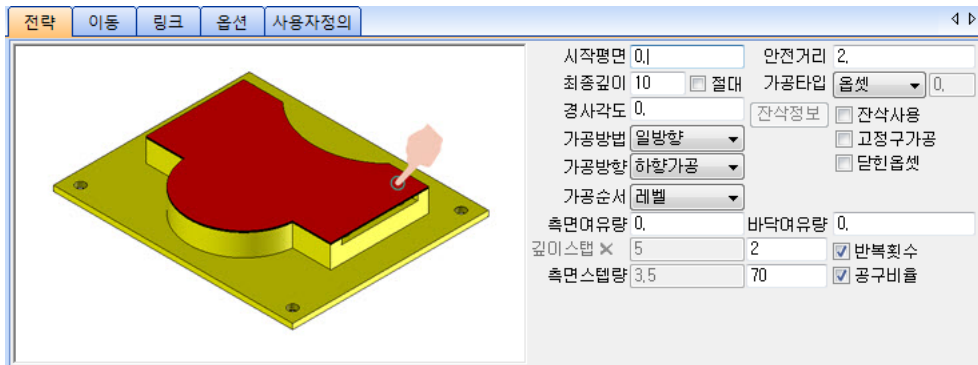 전략 이동 링크 옵션 사용자정의
시작평면 0. 안전거리 2.
최종깊이 10 절대 가공타입 옵셋 0.
경사각도 0. 잔삭정보 잔삭사용
가공방법 일방향 고정구가공
가공방향 하향가공 닫힌옵셋
가공순서 레벨
측면여유량 0. 바닥여유량 0.
깊이스탭 5 2 반복횟수
측면스텝량 3.5 70 공구비율